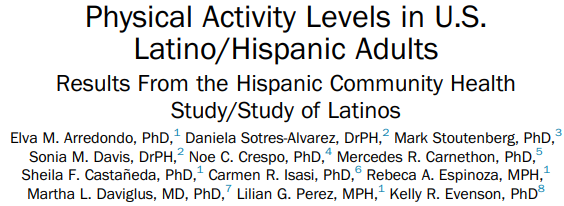 Physical Activity Levels in U.S.
Latino/Hispanic Adults
Results From the Hispanic Community Health
Study/Study of Latinos
Elva M. Arredondo, PhD,1 Daniela Sotres-Alvarez, DrPH,2 Mark Stoutenberg, PhD,3
Sonia M. Davis, DrPH,2 Noe C. Crespo, PhD,4 Mercedes R. Carnethon, PhD,5
Sheila F. Castañeda, PhD,1 Carmen R. Isasi, PhD,6 Rebeca A. Espinoza, MPH,1
Martha L. Daviglus, MD, PhD,7 Lilian G. Perez, MPH,1 Kelly R. Evenson, PhD8